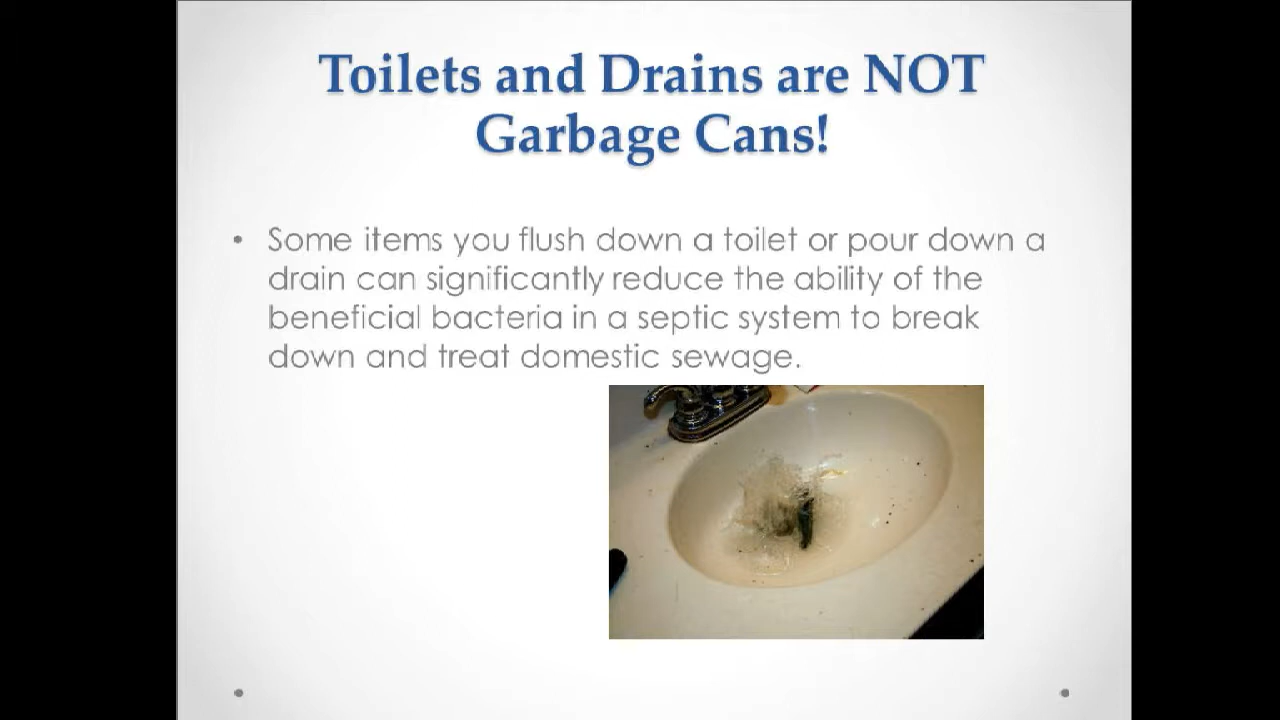 Toilets and Drains are NOT
Garbage Cans!
• Some items you flush down a toilet or pour down a
drain can significantly reduce the ability of the
beneficial bacteria in a septic system to break
down and treat domestic sewage.